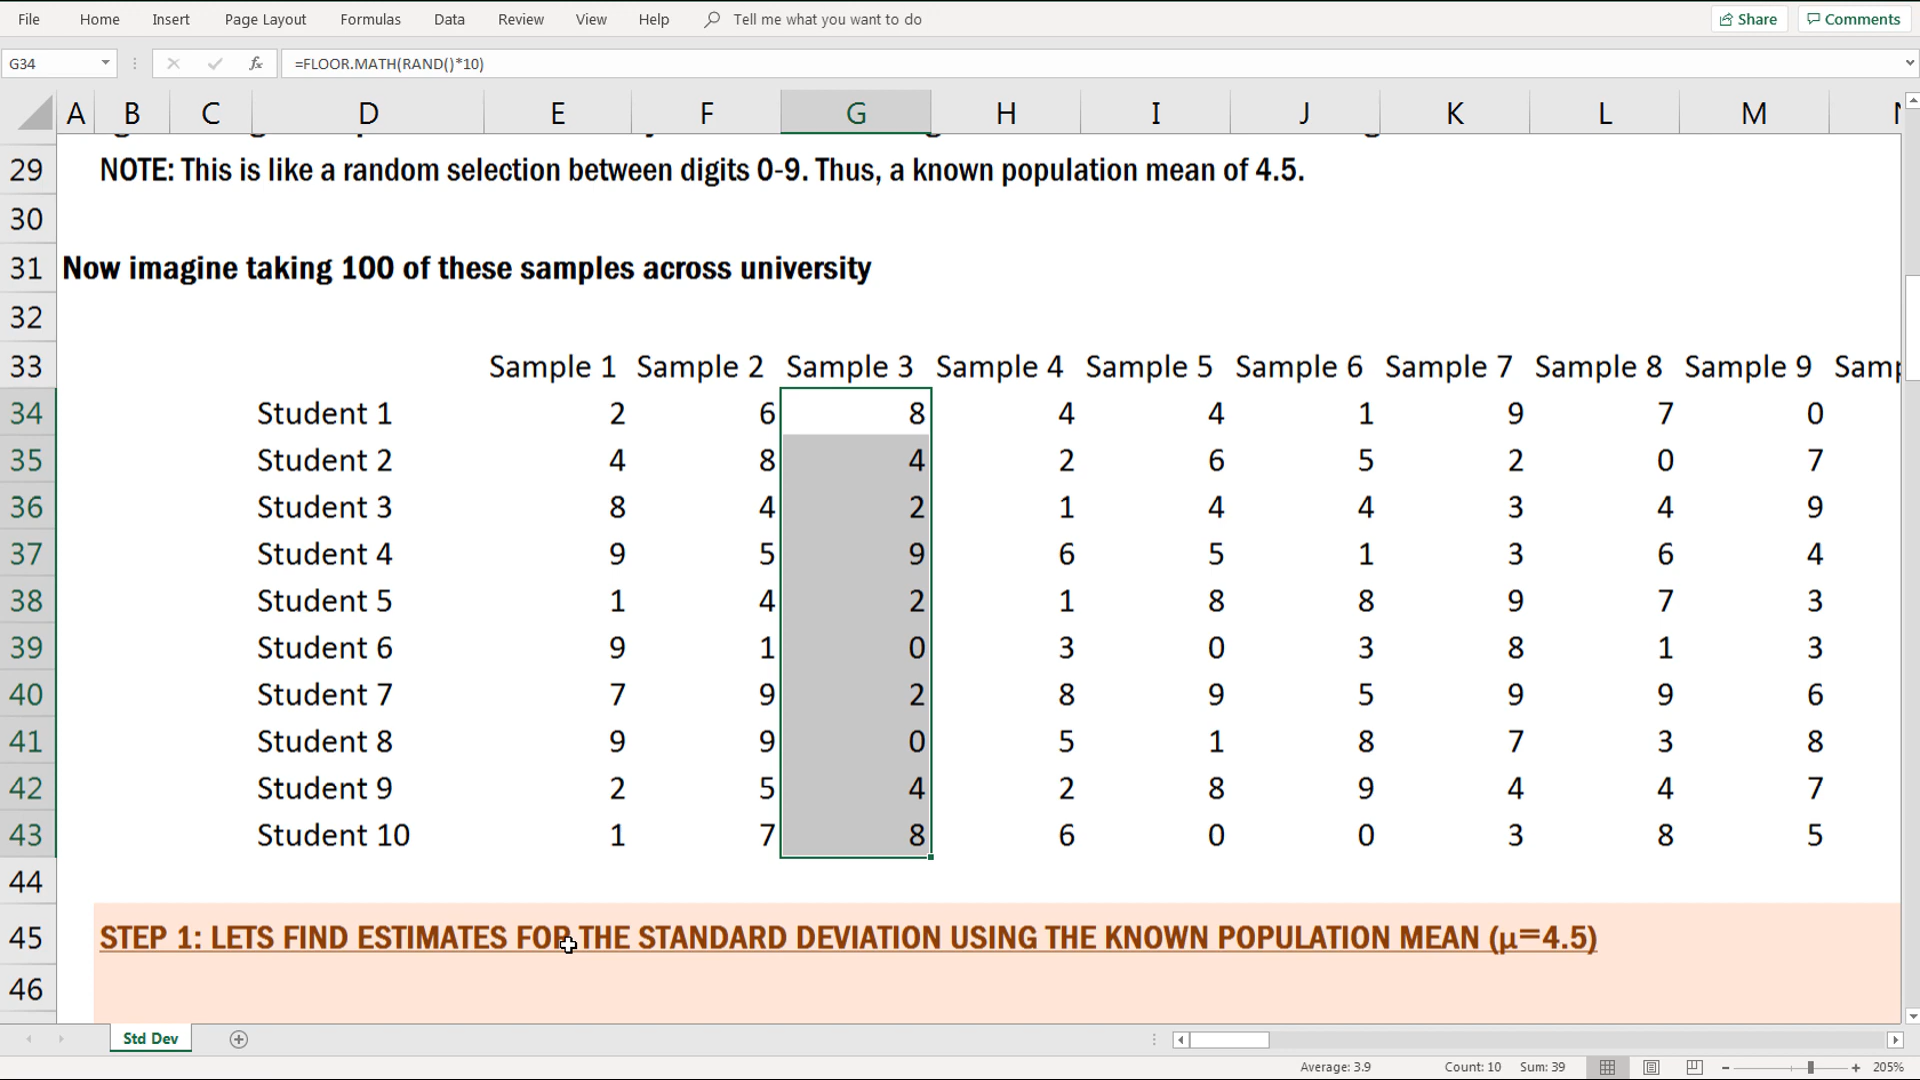 File Home Insert Page Layout Formulas Data Review View Help Tell me what you want to do Share Comments
G34 fx =FLOOR.MATH(RAND()*10)
A B C D E F G H I J K L M
29 NOTE: This is like a random selection between digits 0-9. Thus, a known population mean of 4.5.
30
31 Now imagine taking 100 of these samples across university
32
33 Sample 1 Sample 2 Sample 3 Sample 4 Sample 5 Sample 6 Sample 7 Sample 8 Sample 9
34 Student 1 2 6 8 4 4 1 9 7 0
35 Student 2 4 8 4 2 6 5 2 0 7
36 Student 3 8 4 2 1 4 4 3 4 9
37 Student 4 9 5 9 6 5 1 3 6 4
38 Student 5 1 4 2 1 8 8 9 7 3
39 Student 6 9 1 0 3 0 3 8 1 3
40 Student 7 7 9 2 8 9 5 9 9 6
41 Student 8 9 9 0 5 1 8 7 3 8
42 Student 9 2 5 4 2 8 9 4 4 7
43 Student 10 1 7 8 6 0 0 3 8 5
44
45 STEP 1: LETS FIND ESTIMATES FOR THE STANDARD DEVIATION USING THE KNOWN POPULATION MEAN (μ=4.5)
46
Std Dev
Average: 3.9 Count: 10 Sum: 39 205%